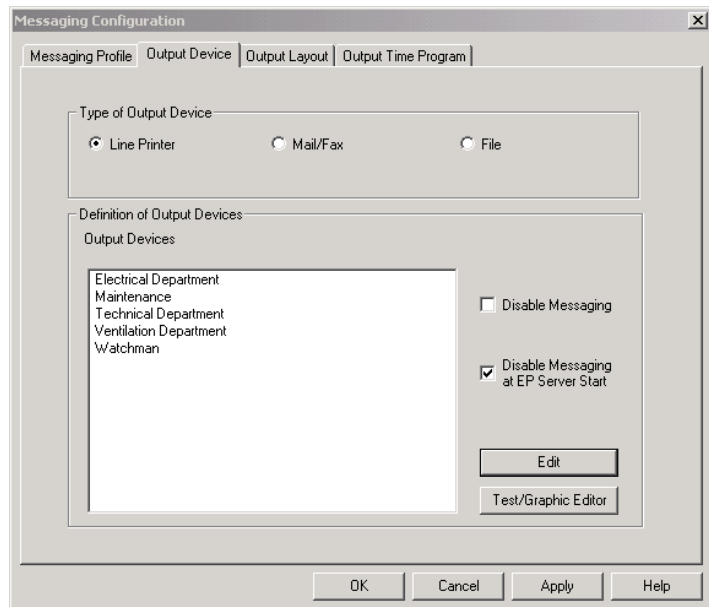 Messaging Configuration
Messaging Profile
Output Device
Output Layout
Output Time Program
Type of Output Device
Line Printer
Mail/Fax
File
Definition of Output Devices
Output Devices
Electrical Department
Maintenance
Technical Department
Ventilation Department
Watchman
Disable Messaging
Disable Messaging
at EP Server Start
Edit
Test/Graphic Editor
OK
Cancel
Apply
Help